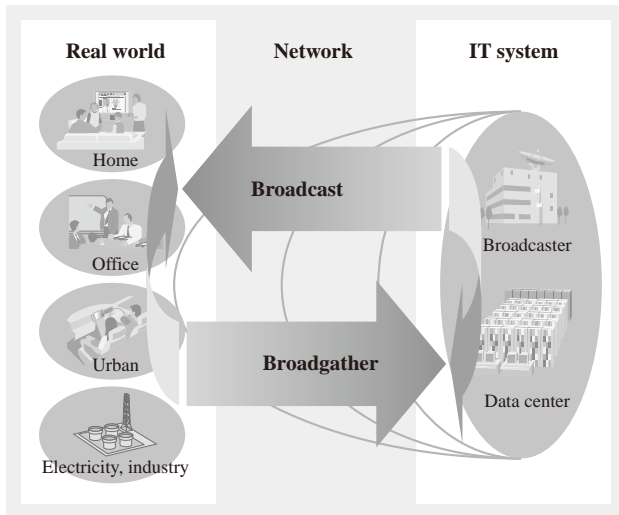 Real world
Network
IT system
Home
Broadcast
Office
Broadcaster
Urban
Broadgather
Data center
Electricity, industry